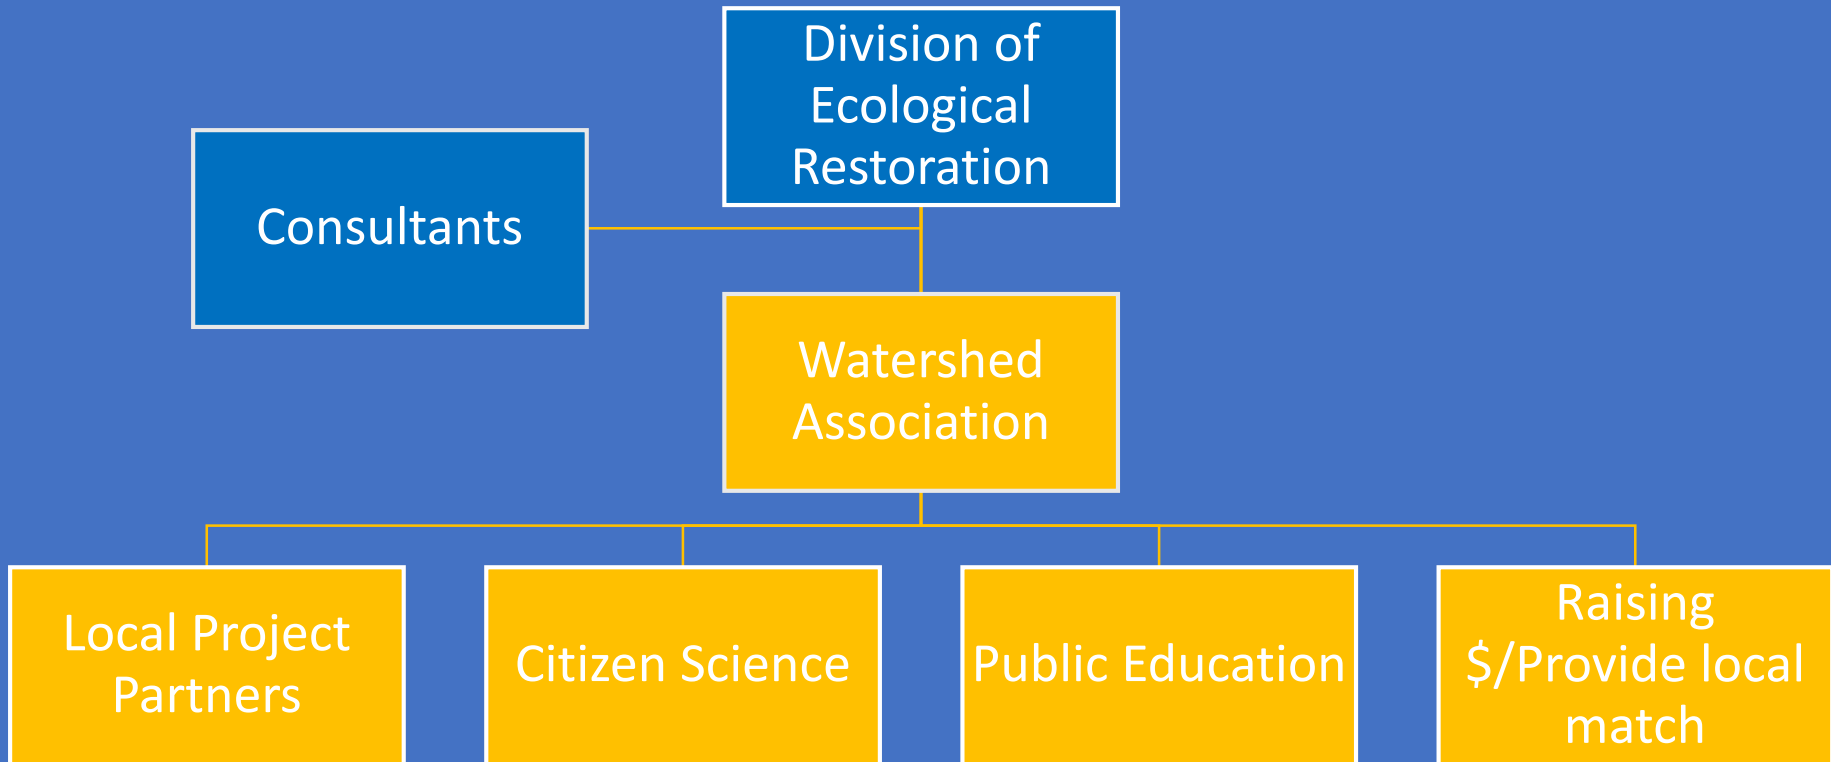 Division of
Ecological
Restoration
Consultants
Watershed
Association
Local Project
Partners
Citizen Science
Public Education
Raising
$/Provide local
match